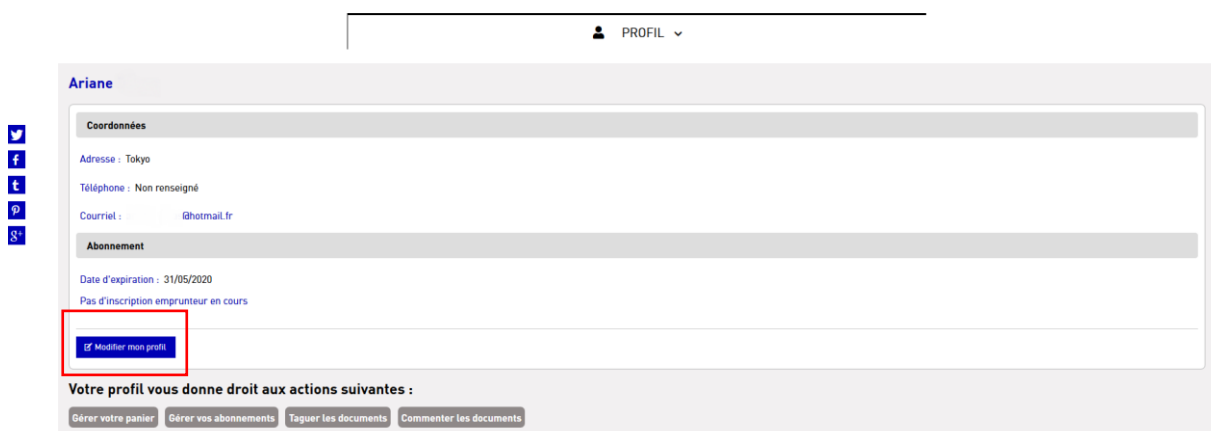 PROFIL
Ariane
Coordonnées
Adresse : Tokyo
Téléphone : Non renseigné
Courriel : @hotmail.fr
Abonnement
Date d'expiration : 31/05/2020
Pas d'inscription emprunteur en cours
Modifier mon profil
Votre profil vous donne droit aux actions suivantes :
Gérer votre panier Gérer vos abonnements Taguer les documents Commenter les documents